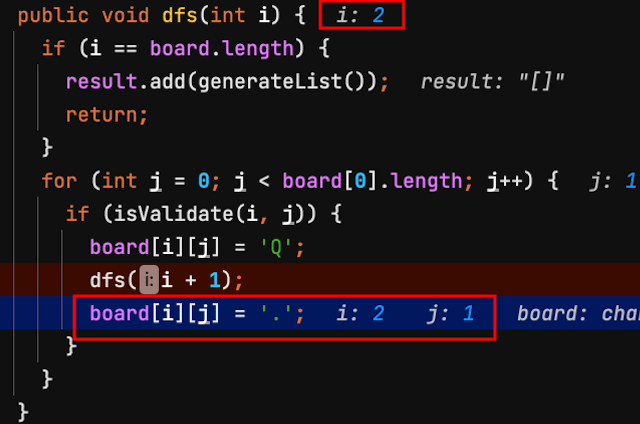 public void dfs(int i) { i: 2
if (i == board.length) {
result.add(generateList()); result: "[]"
return;
}
for (int j = 0; j < board[0].length; j++) { j: 1
if (isValidate(i, j)) {
board[i][j] = 'Q';
dfs( i: i + 1);
board[i][j] = '.'; i: 2 j: 1 board: cha
}
}
}